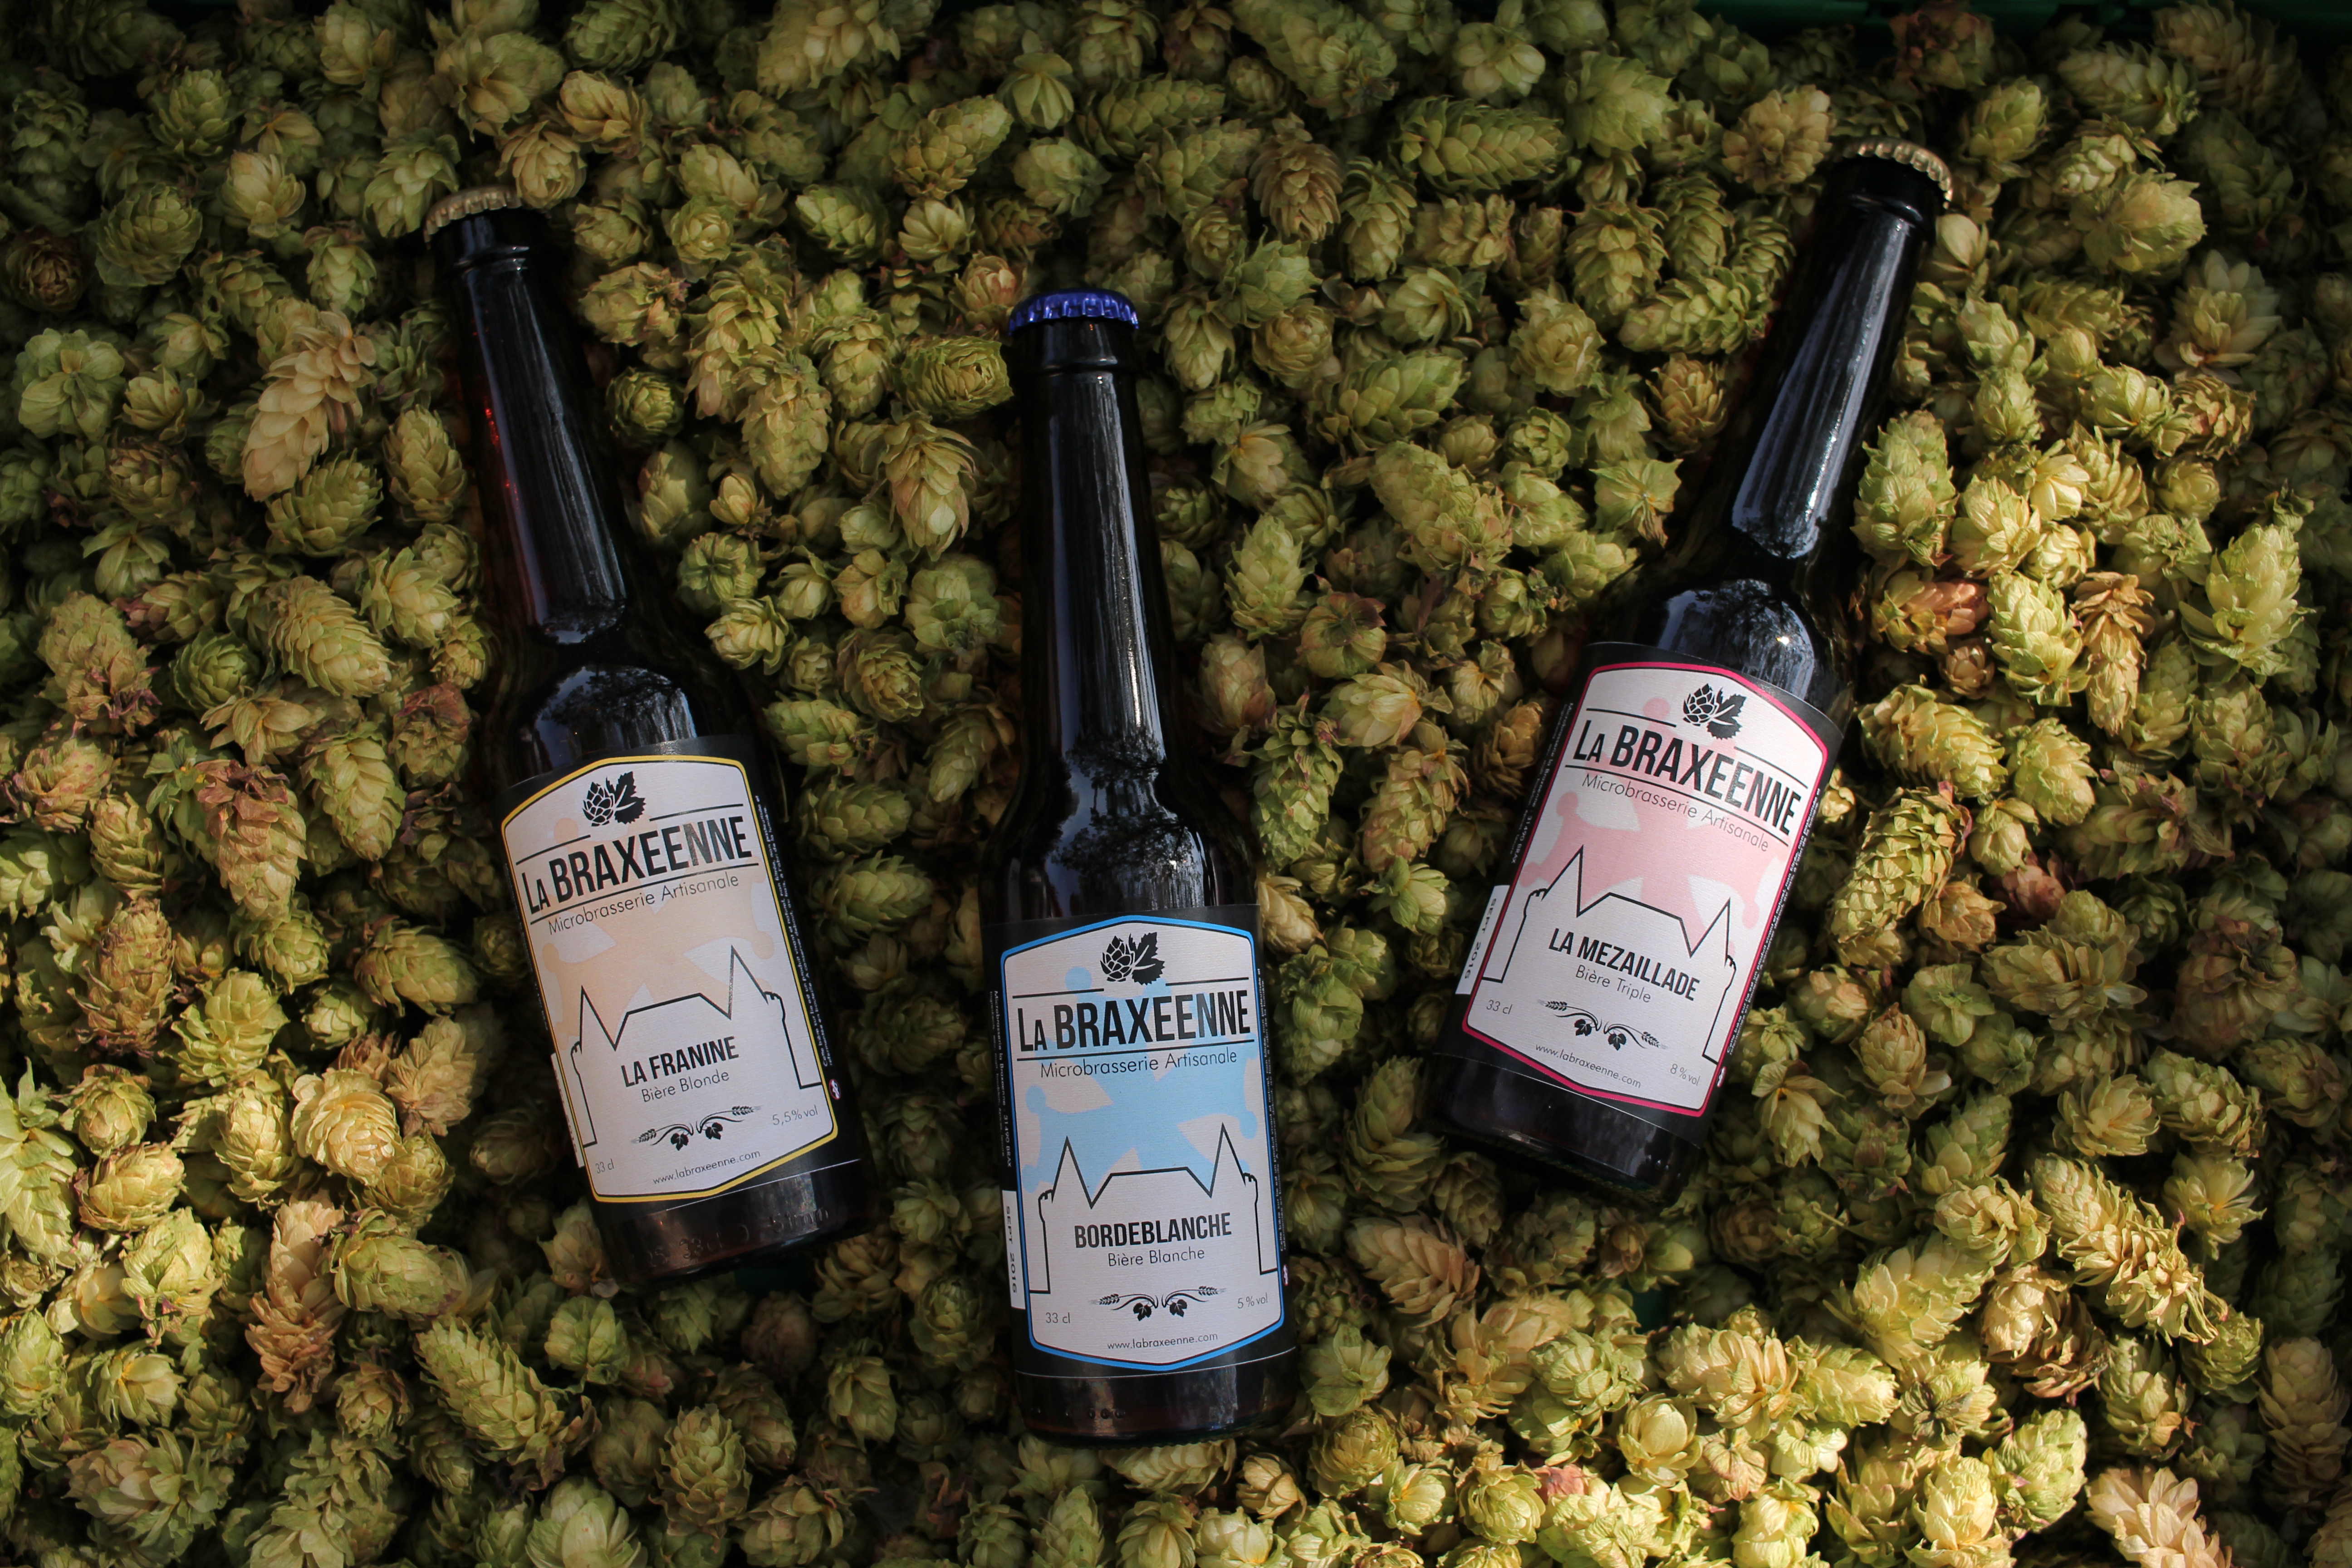 LA BRAXEENNE
Microbrasserie Artisanale
LA FRANINE
Bière Blonde
5,5% vol
33 cl
www.labraxeenne.com
LA BRAXEENNE
Microbrasserie Artisanale
BORDEBLANCHE
Bière Blanche
33 cl
5% vol
www.labraxeenne.com
SEPT 2016
LA BRAXEENNE
Microbrasserie Artisanale
LA MEZAILLADE
Bière Triple
33 cl
8% vol
www.labraxeenne.com
SEPT 2016